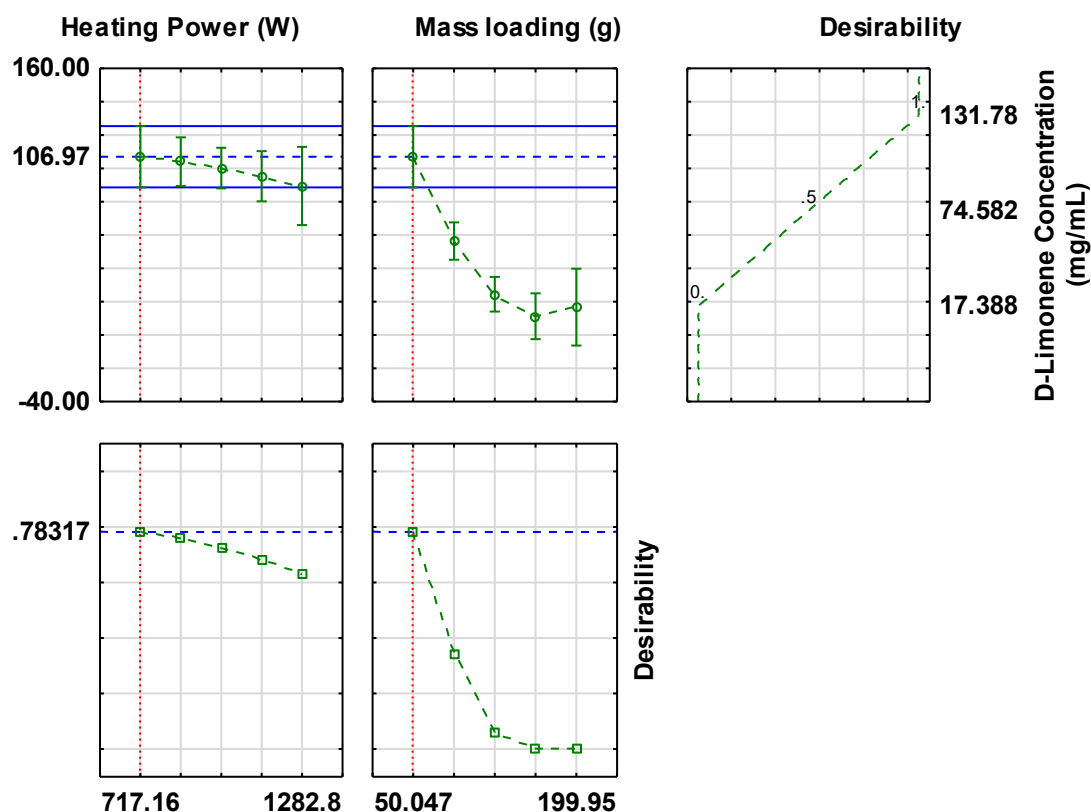 Heating Power (W)
Mass loading (g)
Desirability
160.00
106.97
-40.00
1.
.5
0.
131.78
74.582
17.388
D-Limonene Concentration
(mg/mL)
.78317
Desirability
717.16
1282.8
50.047
199.95